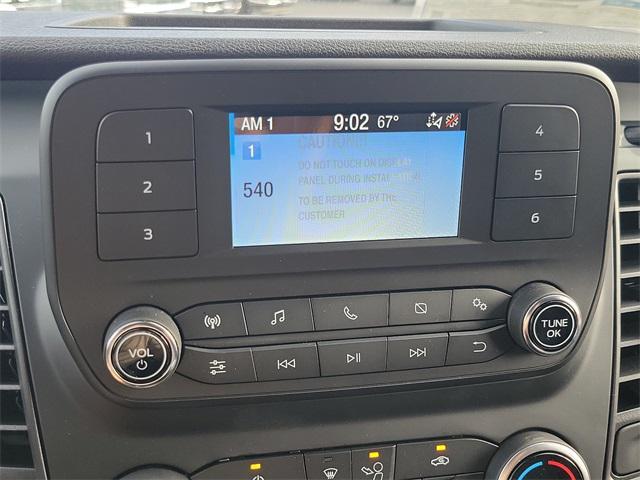 AM 1 9:02 67°
1
CAUTION!!
DO NOT TOUCH ON DISPLAY
PANEL DURING
540
TO BE REMOVED BY THE
CUSTOMER
1
2
3
4
5
6
VOL
TUNE
OK